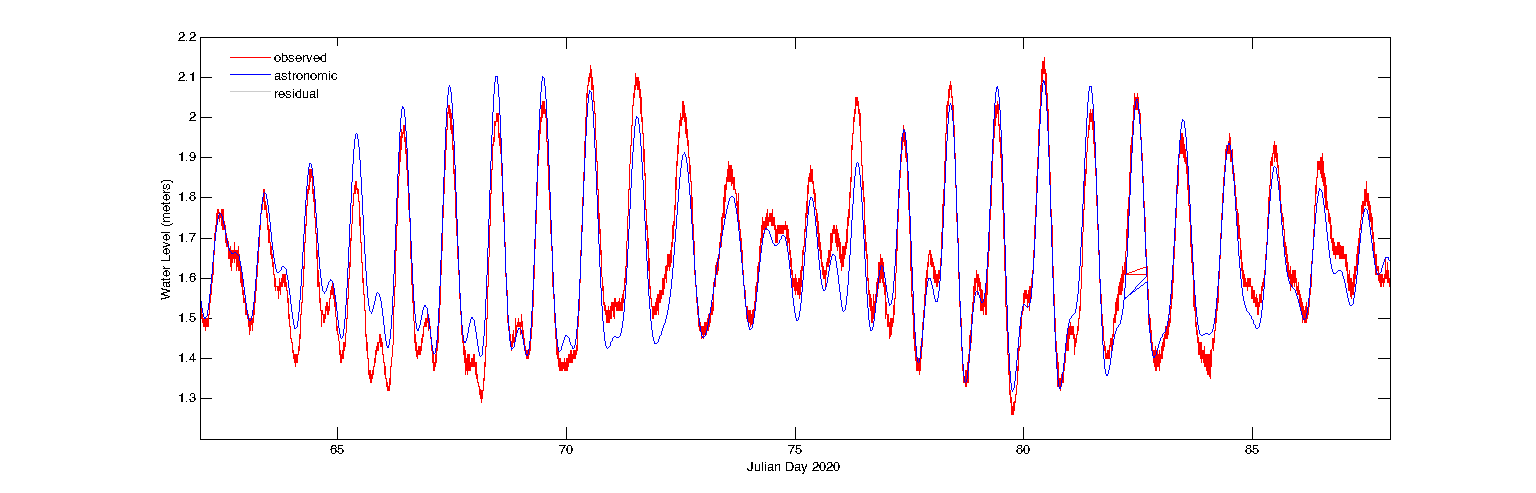 2.2
2.1
2
1.9
1.8
1.7
1.6
1.5
1.4
1.3
Water Level (meters)
observed
astronomic
residual
65 70 75 80 85
Julian Day 2020